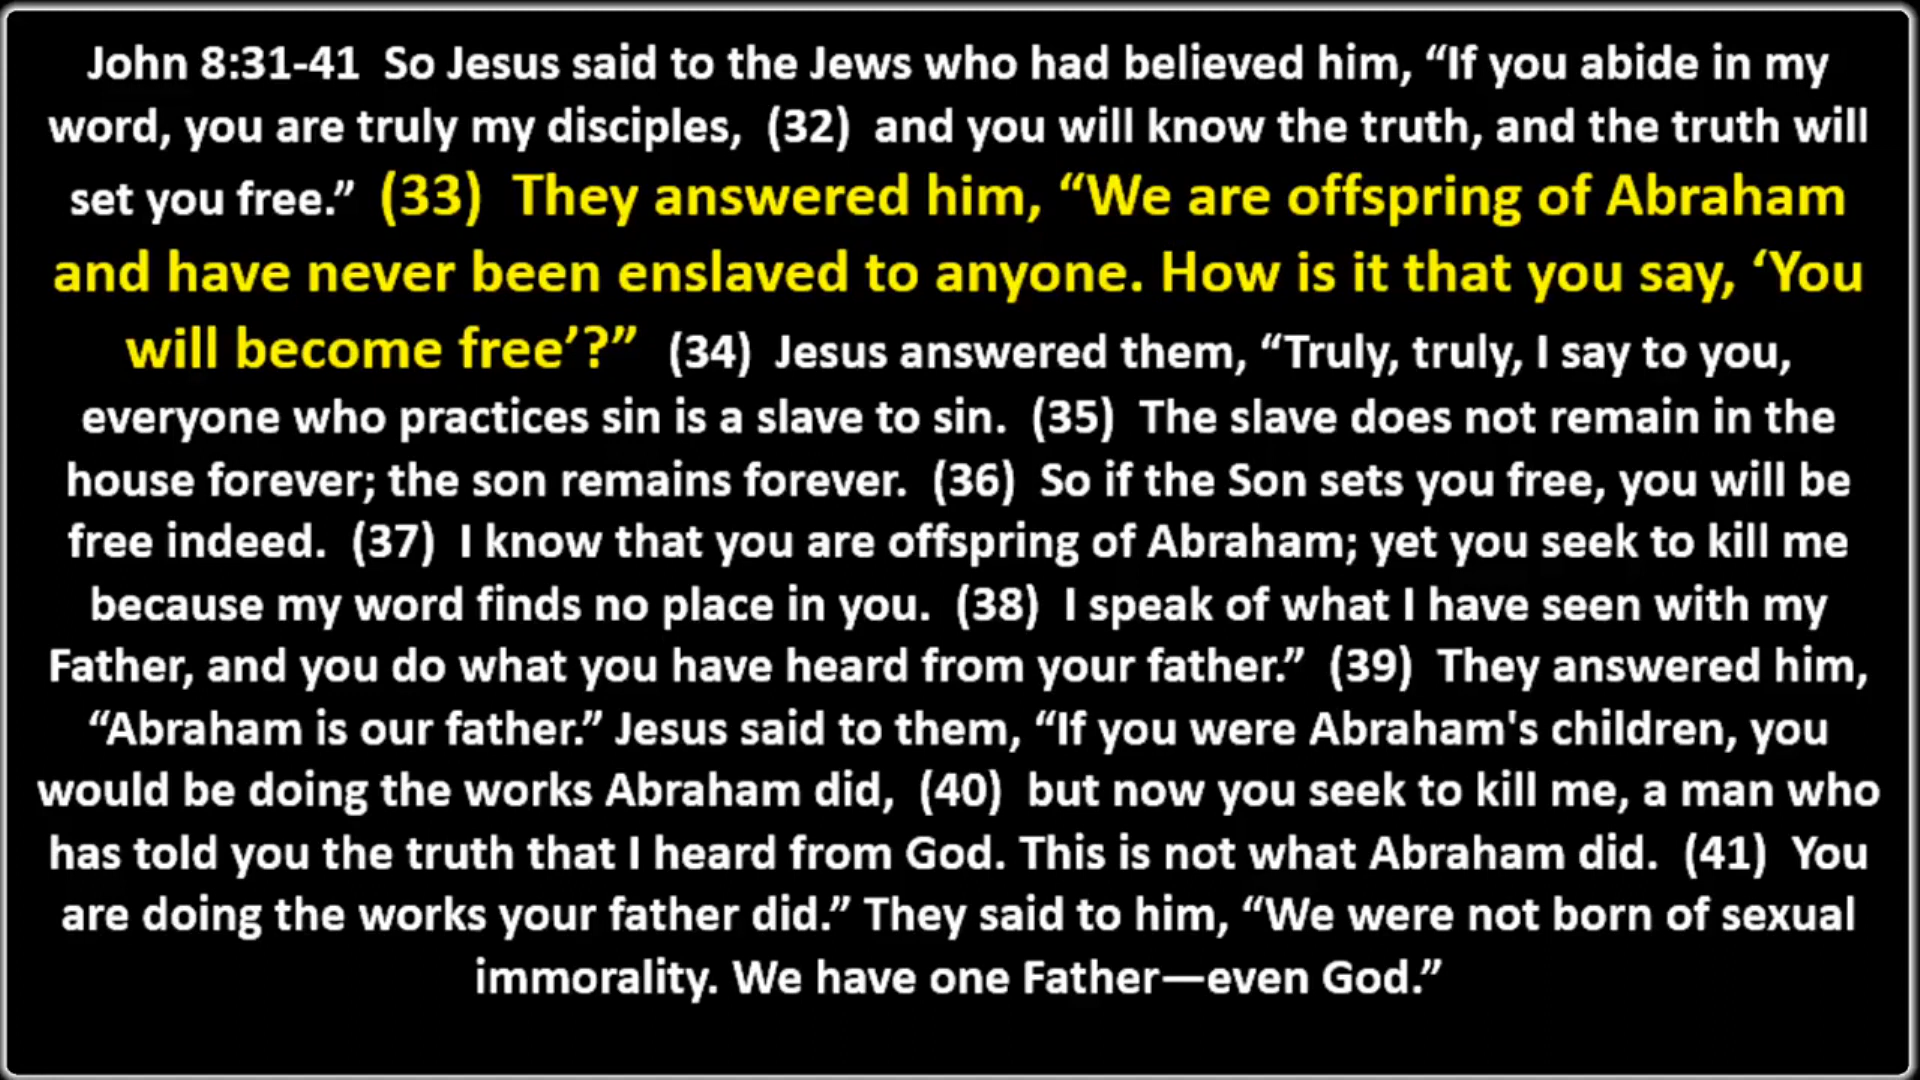 John 8:31-41  So Jesus said to the Jews who had believed him, “If you abide in my
word, you are truly my disciples,  (32)  and you will know the truth, and the truth will
set you free.”  (33)  They answered him, “We are offspring of Abraham
and have never been enslaved to anyone. How is it that you say, ‘You
will become free’?”  (34)  Jesus answered them, “Truly, truly, I say to you,
everyone who practices sin is a slave to sin.  (35)  The slave does not remain in the
house forever; the son remains forever.  (36)  So if the Son sets you free, you will be
free indeed.  (37)  I know that you are offspring of Abraham; yet you seek to kill me
because my word finds no place in you.  (38)  I speak of what I have seen with my
Father, and you do what you have heard from your father.”  (39)  They answered him,
“Abraham is our father.” Jesus said to them, “If you were Abraham's children, you
would be doing the works Abraham did,  (40)  but now you seek to kill me, a man who
has told you the truth that I heard from God. This is not what Abraham did.  (41)  You
are doing the works your father did.” They said to him, “We were not born of sexual
immorality. We have one Father—even God.”